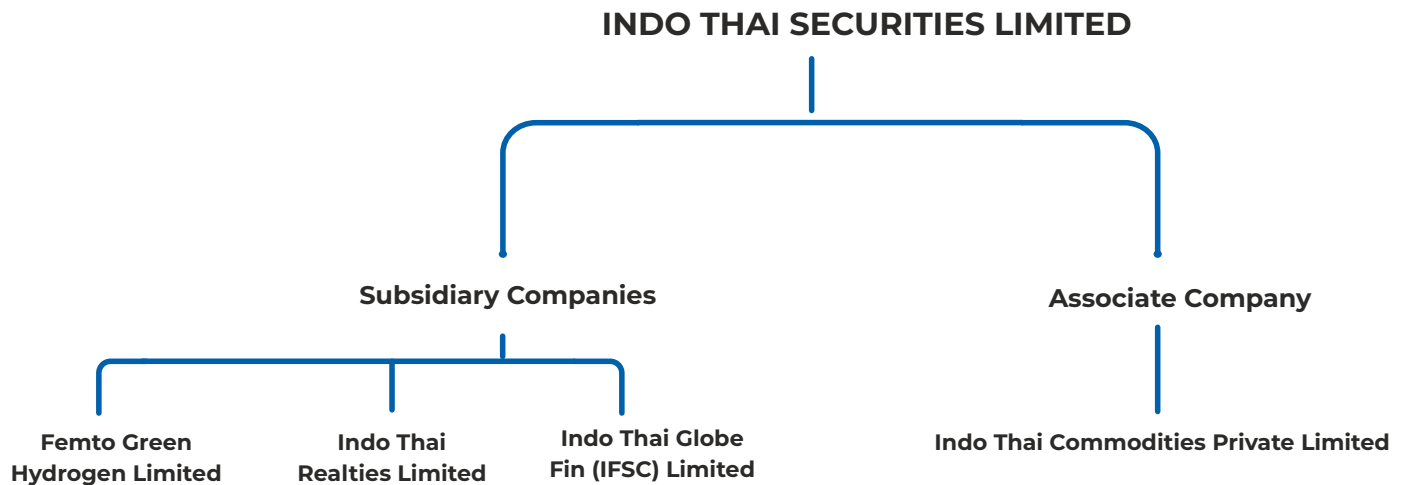 INDO THAI SECURITIES LIMITED
Subsidiary Companies
Associate Company
Femto Green
Hydrogen Limited
Indo Thai
Realties Limited
Indo Thai Globe
Fin (IFSC) Limited
Indo Thai Commodities Private Limited